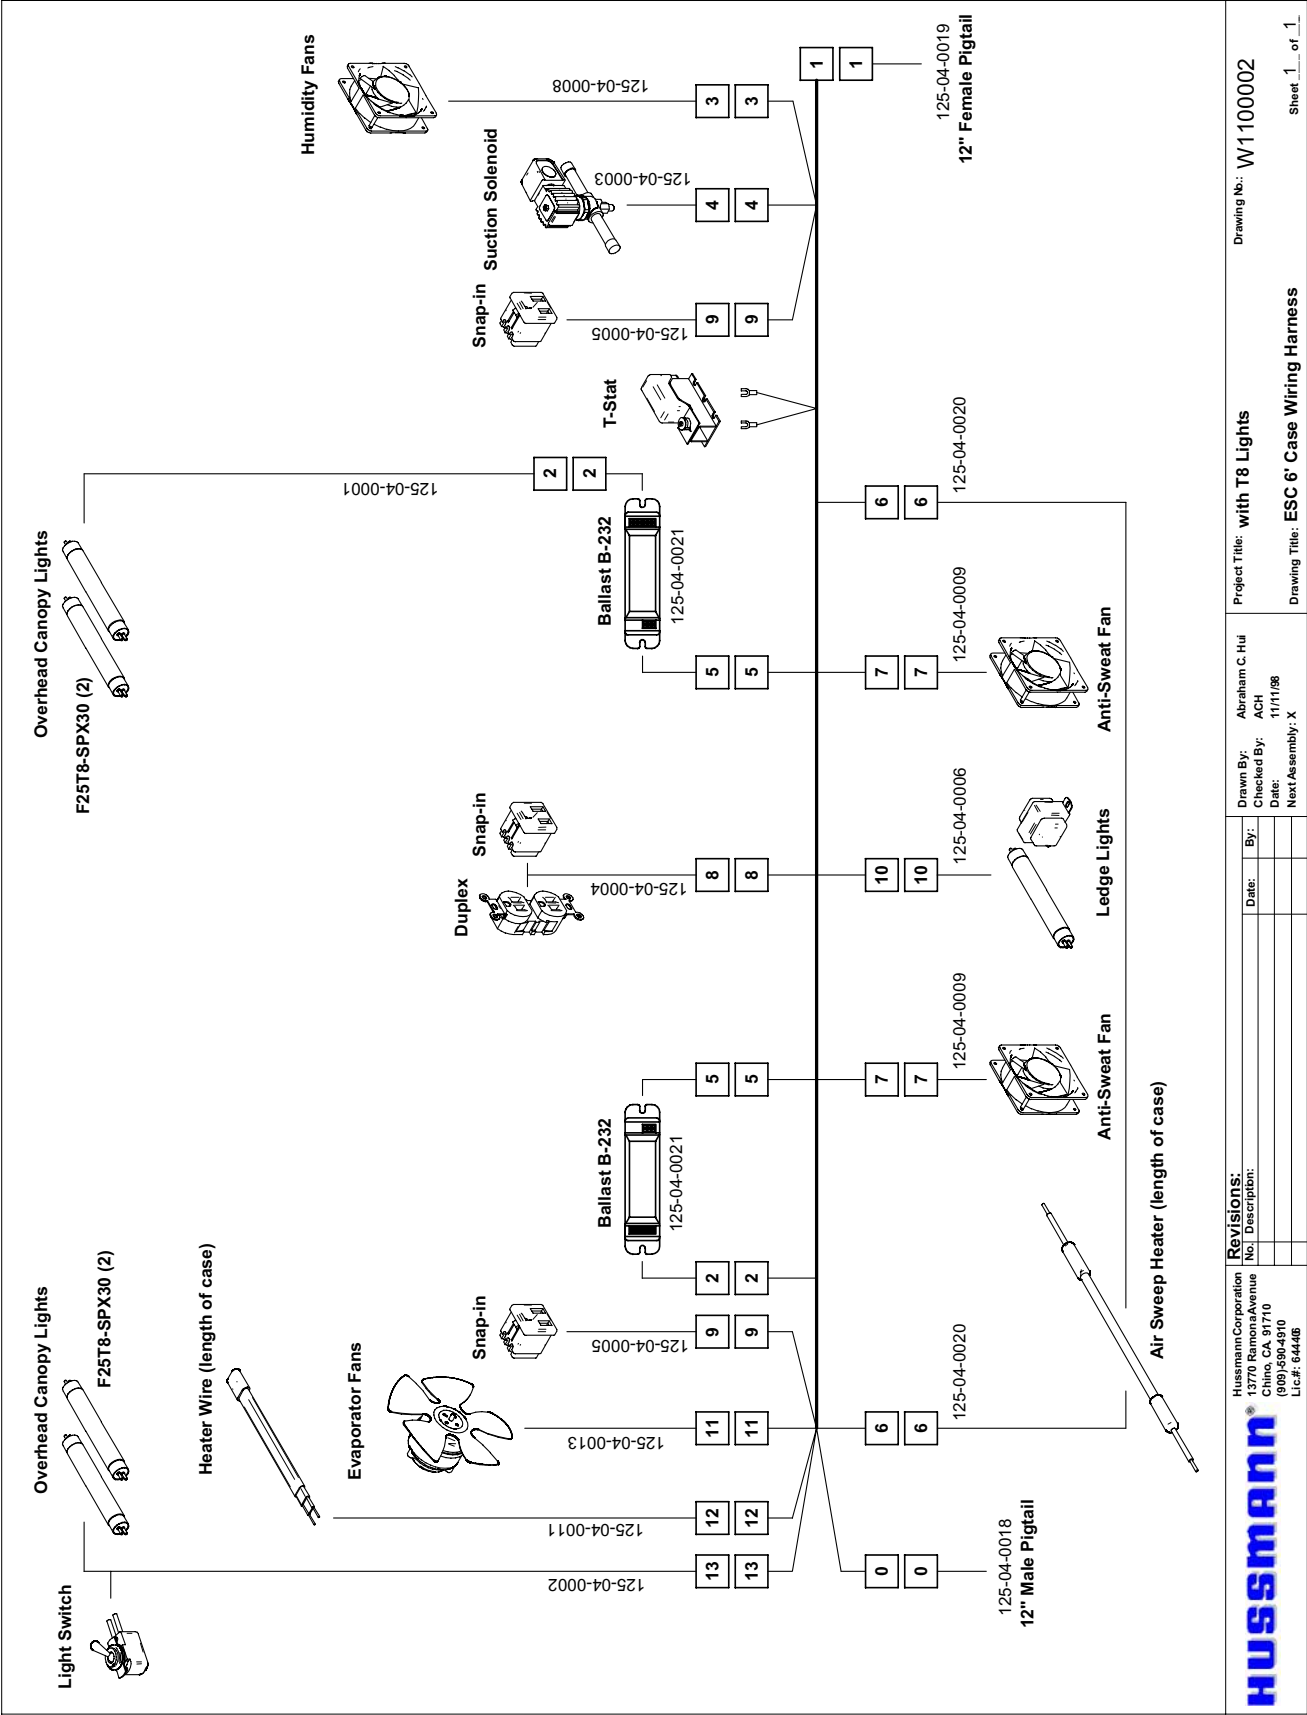 Light Switch
Overhead Canopy Lights
F25T8-SPX30 (2)
Overhead Canopy Lights
F25T8-SPX30 (2)
Heater Wire (length of case)
Evaporator Fans
Snap-in
Duplex
Snap-in
Snap-in
Suction Solenoid
Humidity Fans
T-Stat
Ballast B-232
125-04-0021
Ballast B-232
125-04-0021
125-04-0002
125-04-0011
125-04-0013
125-04-0005
125-04-0004
125-04-0001
125-04-0005
125-04-0003
125-04-0008
13
12
11
9
2
5
8
5
9
4
3
13
12
11
9
2
5
8
5
9
4
3
2
2
1
1
0
6
7
10
7
6
0
6
7
10
7
6
125-04-0018
12" Male Pigtail
125-04-0020
125-04-0009
125-04-0006
125-04-0009
125-04-0020
125-04-0019
12" Female Pigtail
Anti-Sweat Fan
Ledge Lights
Anti-Sweat Fan
Air Sweep Heater (length of case)
HUSSMANN®
Hussmann Corporation
13770 Ramona Avenue
Chino, CA 91710
(909)-590-4910
Lic.#: 644406
Revisions:
No. Description: Date: By:
Drawn By: Abraham C. Hui
Checked By: ACH
Date: 11/11/98
Next Assembly: X
Project Title: with T8 Lights
Drawing Title: ESC 6' Case Wiring Harness
Drawing No.: W1100002
Sheet 1 of 1